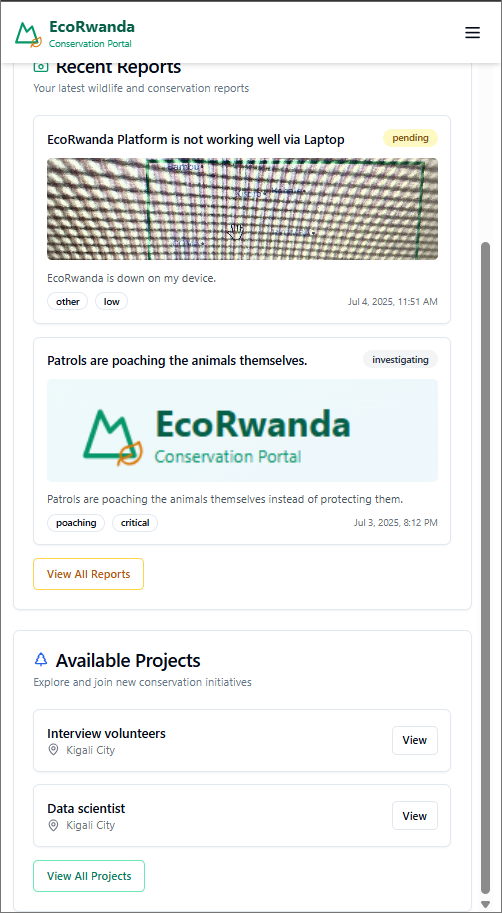 EcoRwanda
Conservation Portal
Recent Reports
Your latest wildlife and conservation reports
EcoRwanda Platform is not working well via Laptop
pending
EcoRwanda is down on my device.
other
low
Jul 4, 2025, 11:51 AM
Patrols are poaching the animals themselves.
investigating
EcoRwanda
Conservation Portal
Patrols are poaching the animals themselves instead of protecting them.
poaching
critical
Jul 3, 2025, 8:12 PM
View All Reports
Available Projects
Explore and join new conservation initiatives
Interview volunteers
Kigali City
View
Data scientist
Kigali City
View
View All Projects